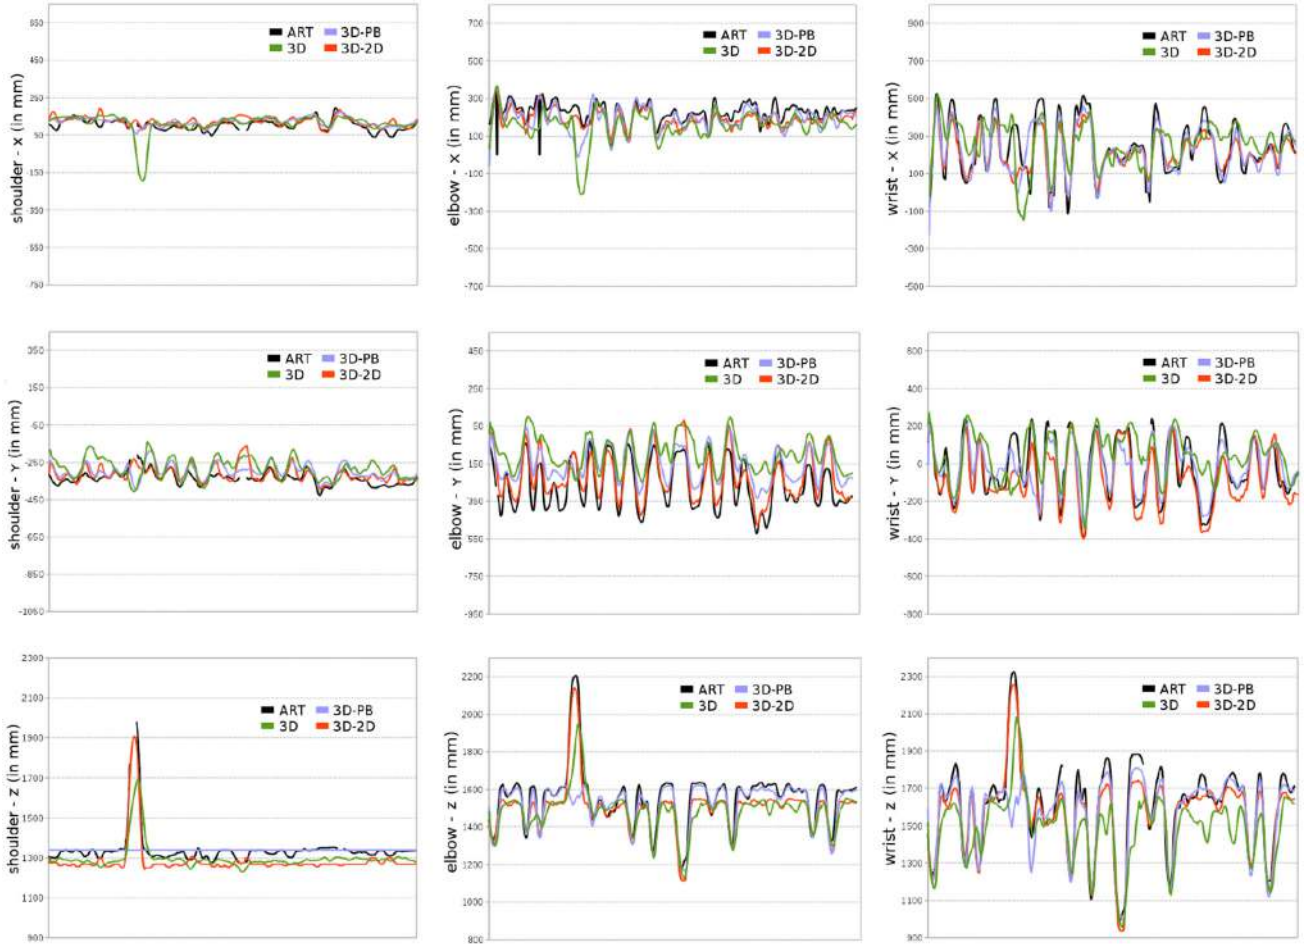 shoulder - X (in mm)
650
450
250
50
-150
-350
-550
-750
ART 3D-PB
3D 3D-2D
elbow - X (in mm)
700
500
300
100
-100
-300
-500
-700
ART 3D-PB
3D 3D-2D
wrist - X (in mm)
900
700
500
300
100
-100
-300
-500
ART 3D-PB
3D 3D-2D
shoulder - Y (in mm)
350
150
-50
-250
-450
-650
-850
-1050
ART 3D-PB
3D 3D-2D
elbow - Y (in mm)
450
250
50
-150
-350
-550
-750
-950
ART 3D-PB
3D 3D-2D
wrist - Y (in mm)
600
400
200
0
-200
-400
-600
-800
ART 3D-PB
3D 3D-2D
shoulder - Z (in mm)
2300
2100
1900
1700
1500
1300
1100
900
ART 3D-PB
3D 3D-2D
elbow - Z (in mm)
2200
2000
1800
1600
1400
1200
1000
800
ART 3D-PB
3D 3D-2D
wrist - Z (in mm)
2300
2100
1900
1700
1500
1300
1100
900
ART 3D-PB
3D 3D-2D